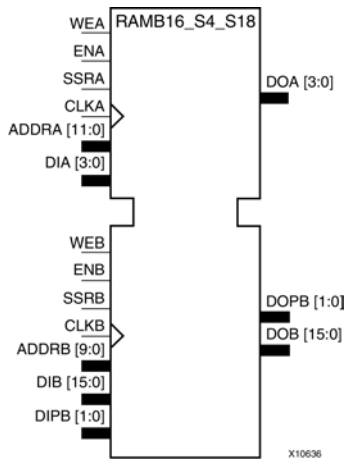 RAMB16_S4_S18
WEA
ENA
SSRA
CLKA
ADDRA [11:0]
DIA [3:0]
DOA [3:0]
WEB
ENB
SSRB
CLKB
ADDRB [9:0]
DIB [15:0]
DIPB [1:0]
DOPB [1:0]
DOB [15:0]
X10636